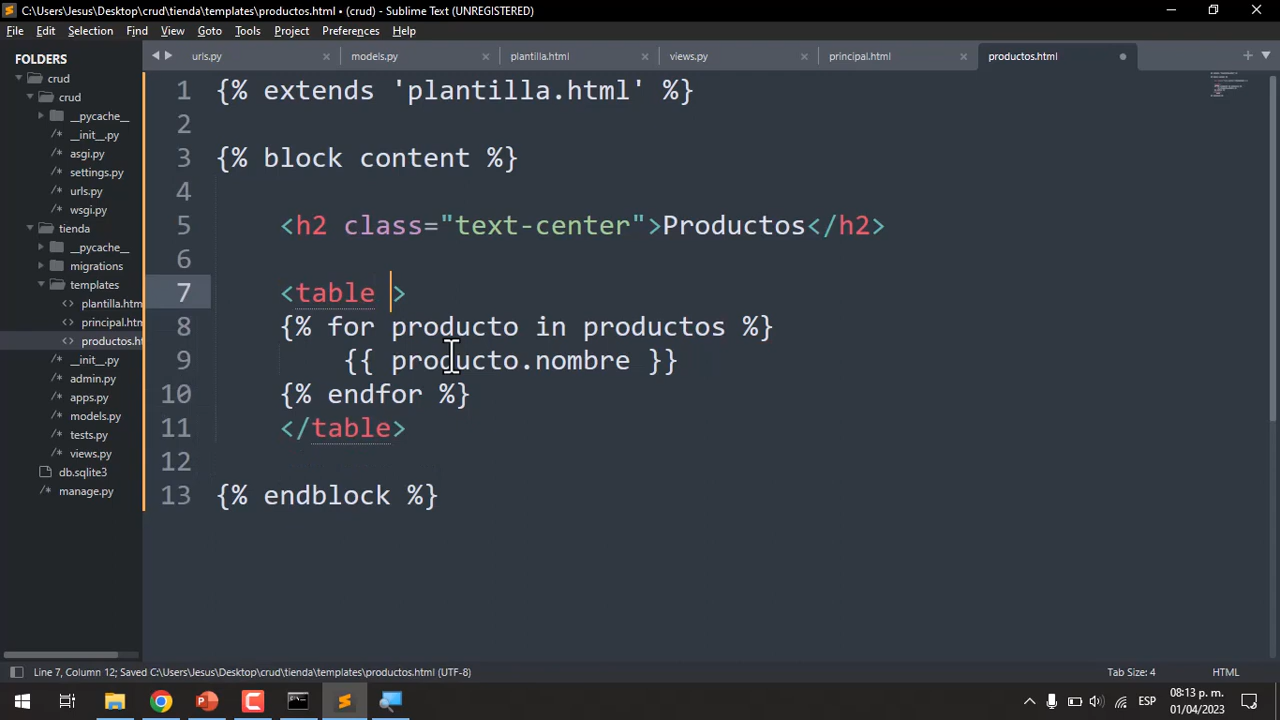 C:\Users\Jesus\Desktop\crud\tienda\templates\productos.html • (crud) - Sublime Text (UNREGISTERED)
File Edit Selection Find View Goto Tools Project Preferences Help
FOLDERS
urls.py × models.py × plantilla.html × views.py × principal.html × productos.html
crud
crud
__pycache__
__init__.py
asgi.py
settings.py
urls.py
wsgi.py
tienda
__pycache__
migrations
templates
plantilla.htm
principal.htm
productos.ht
__init__.py
admin.py
apps.py
models.py
tests.py
views.py
db.sqlite3
manage.py
1 {% extends 'plantilla.html' %}
2
3 {% block content %}
4
5 <h2 class="text-center">Productos</h2>
6
7 <table >
8 {% for producto in productos %}
9 {{ producto.nombre }}
10 {% endfor %}
11 </table>
12
13 {% endblock %}
Line 7, Column 12; Saved C:\Users\Jesus\Desktop\crud\tienda\templates\productos.html (UTF-8) Tab Size: 4 HTML
ESP 08:13 p. m.
01/04/2023